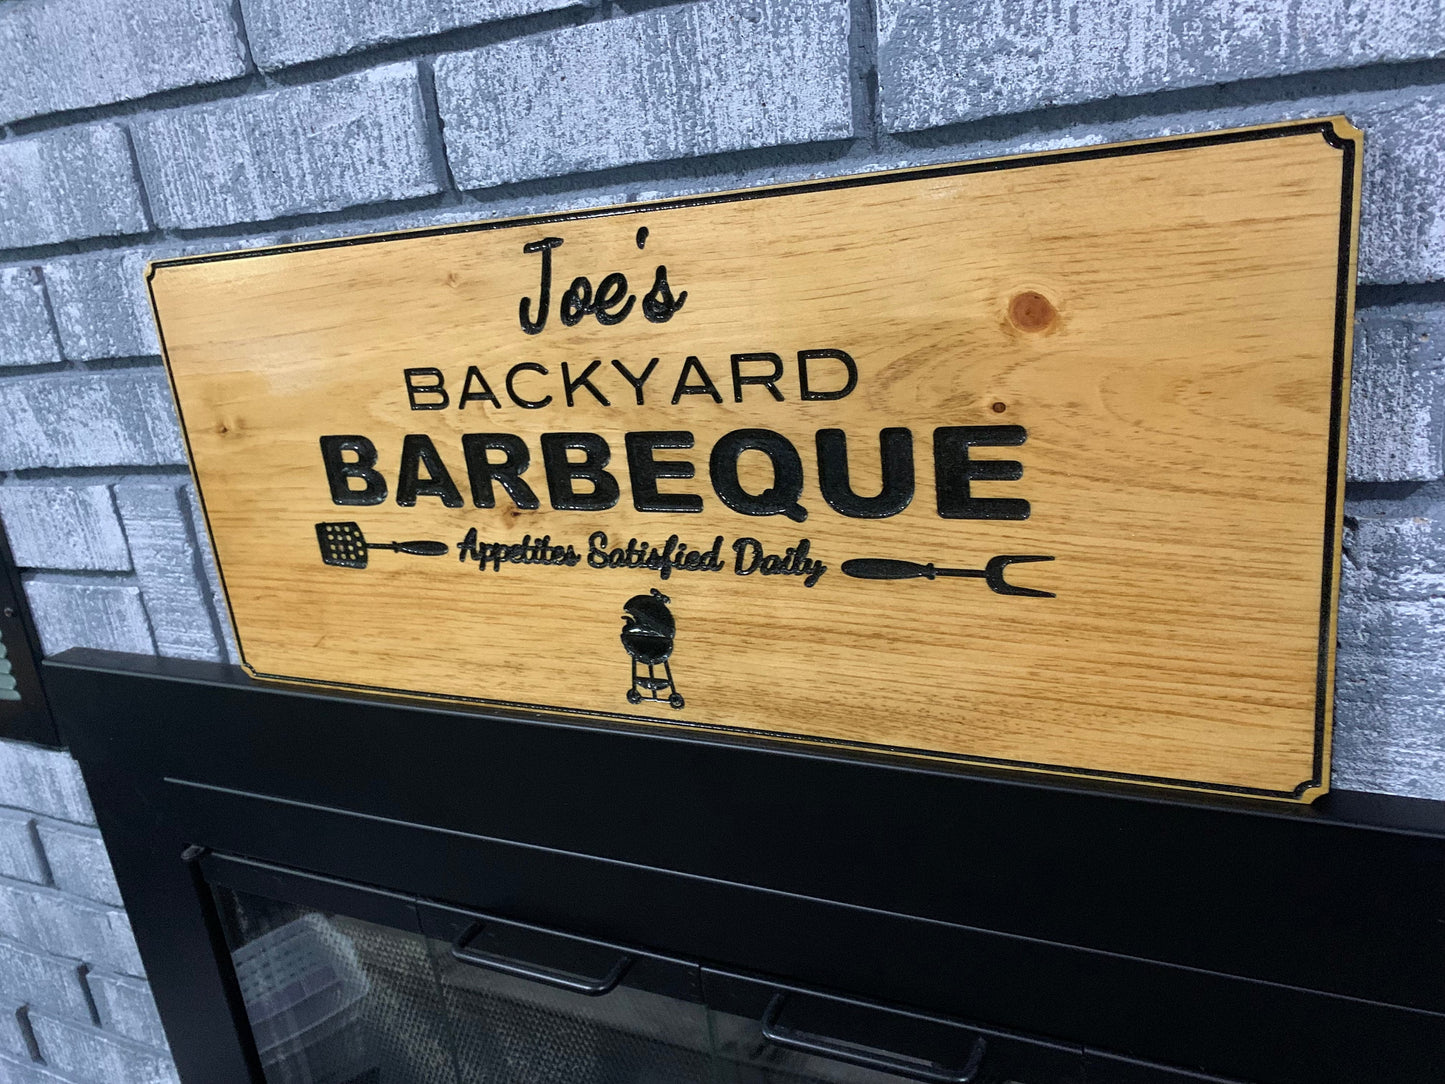 Joe's
BACKYARD
BARBEQUE
Appetites Satisfied Daily